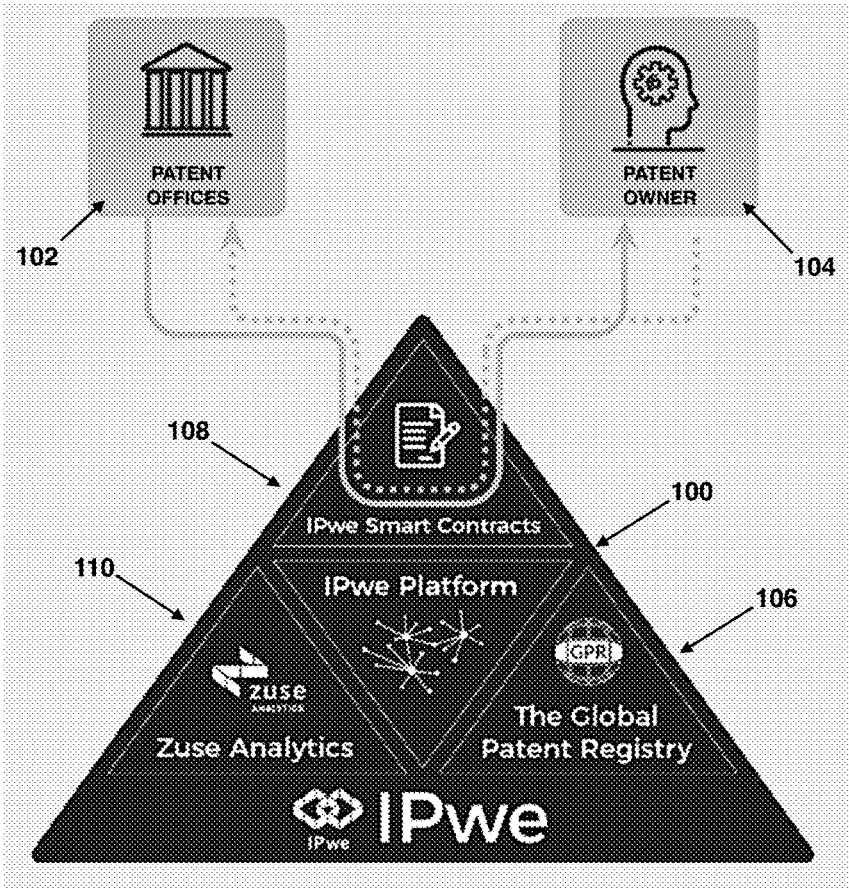 PATENT
OFFICES
PATENT
OWNER
102
104
108
IPwe Smart Contracts
100
110
IPwe Platform
106
GPR
zuse
ANALYTICS
Zuse Analytics
The Global
Patent Registry
IPwe
IPwe